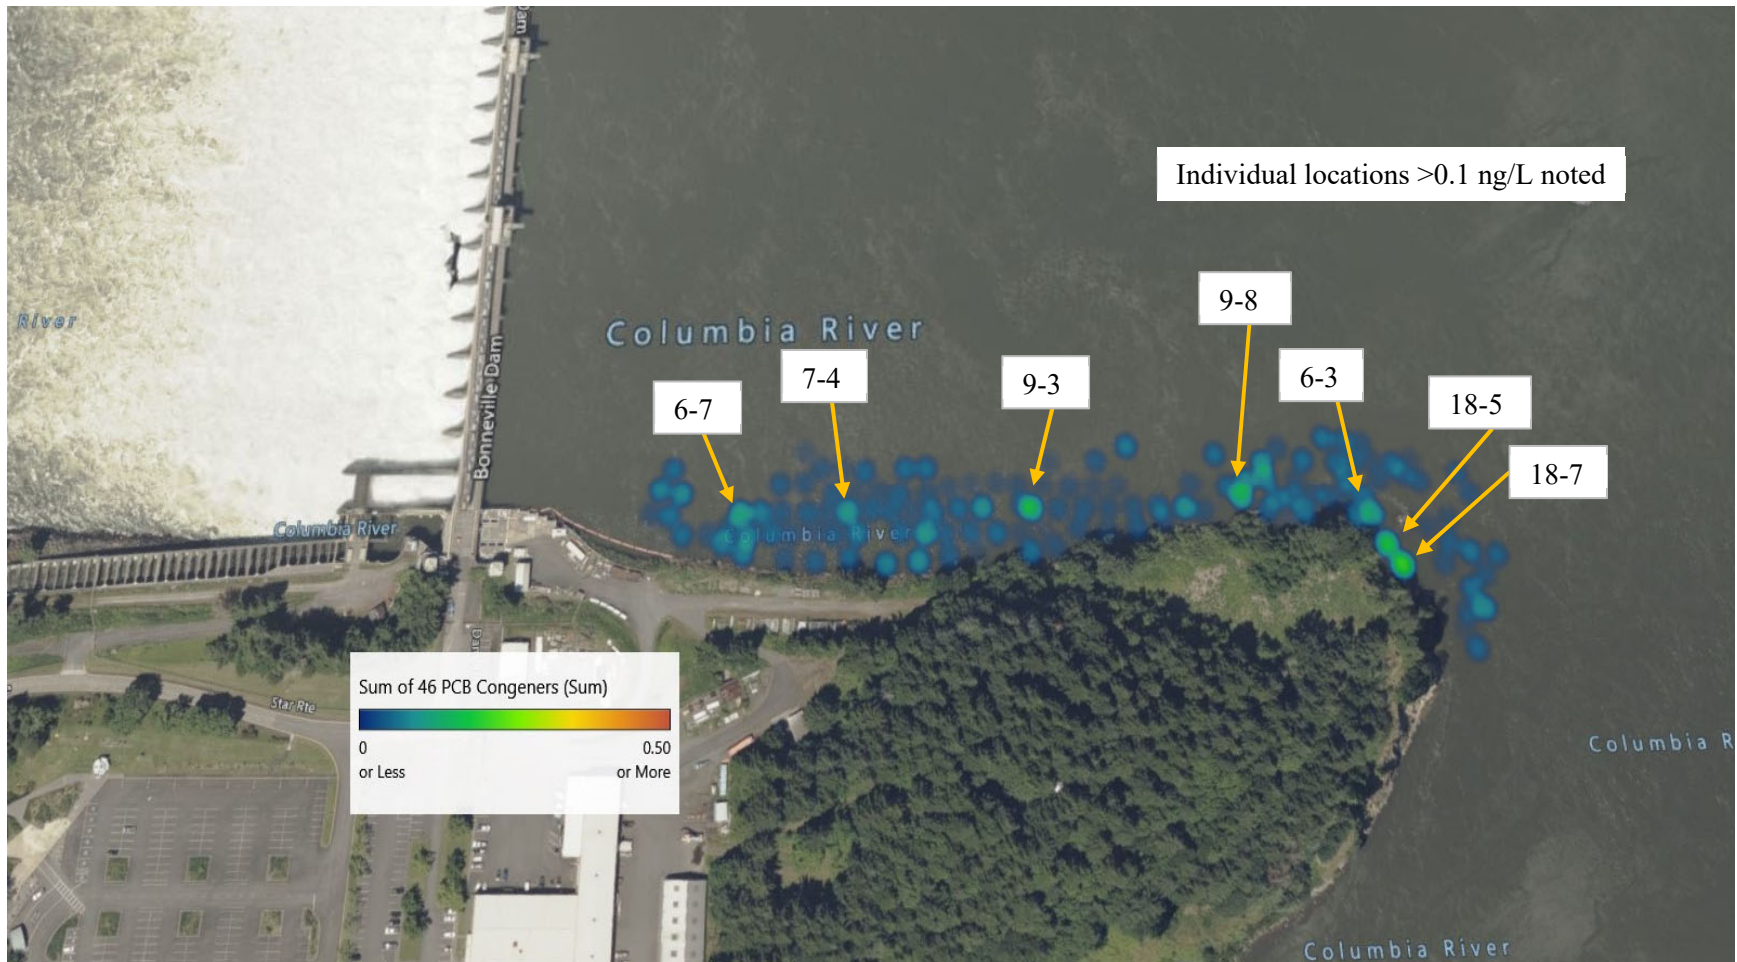 Dam
Individual locations >0.1 ng/L noted
9-8
River
Columbia River
Bonneville Dam
7-4
9-3
6-3
6-7
18-5
18-7
Columbia River
Columbia River
Sum of 46 PCB Congeners (Sum)
0
0.50
or Less
or More
Star Rte
Columbia R
Columbia River